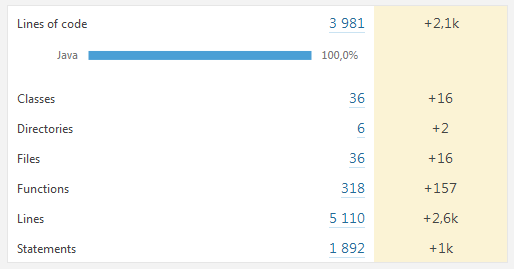 Lines of code 3 981 +2,1k
Java 100,0%
Classes 36 +16
Directories 6 +2
Files 36 +16
Functions 318 +157
Lines 5 110 +2,6k
Statements 1 892 +1k